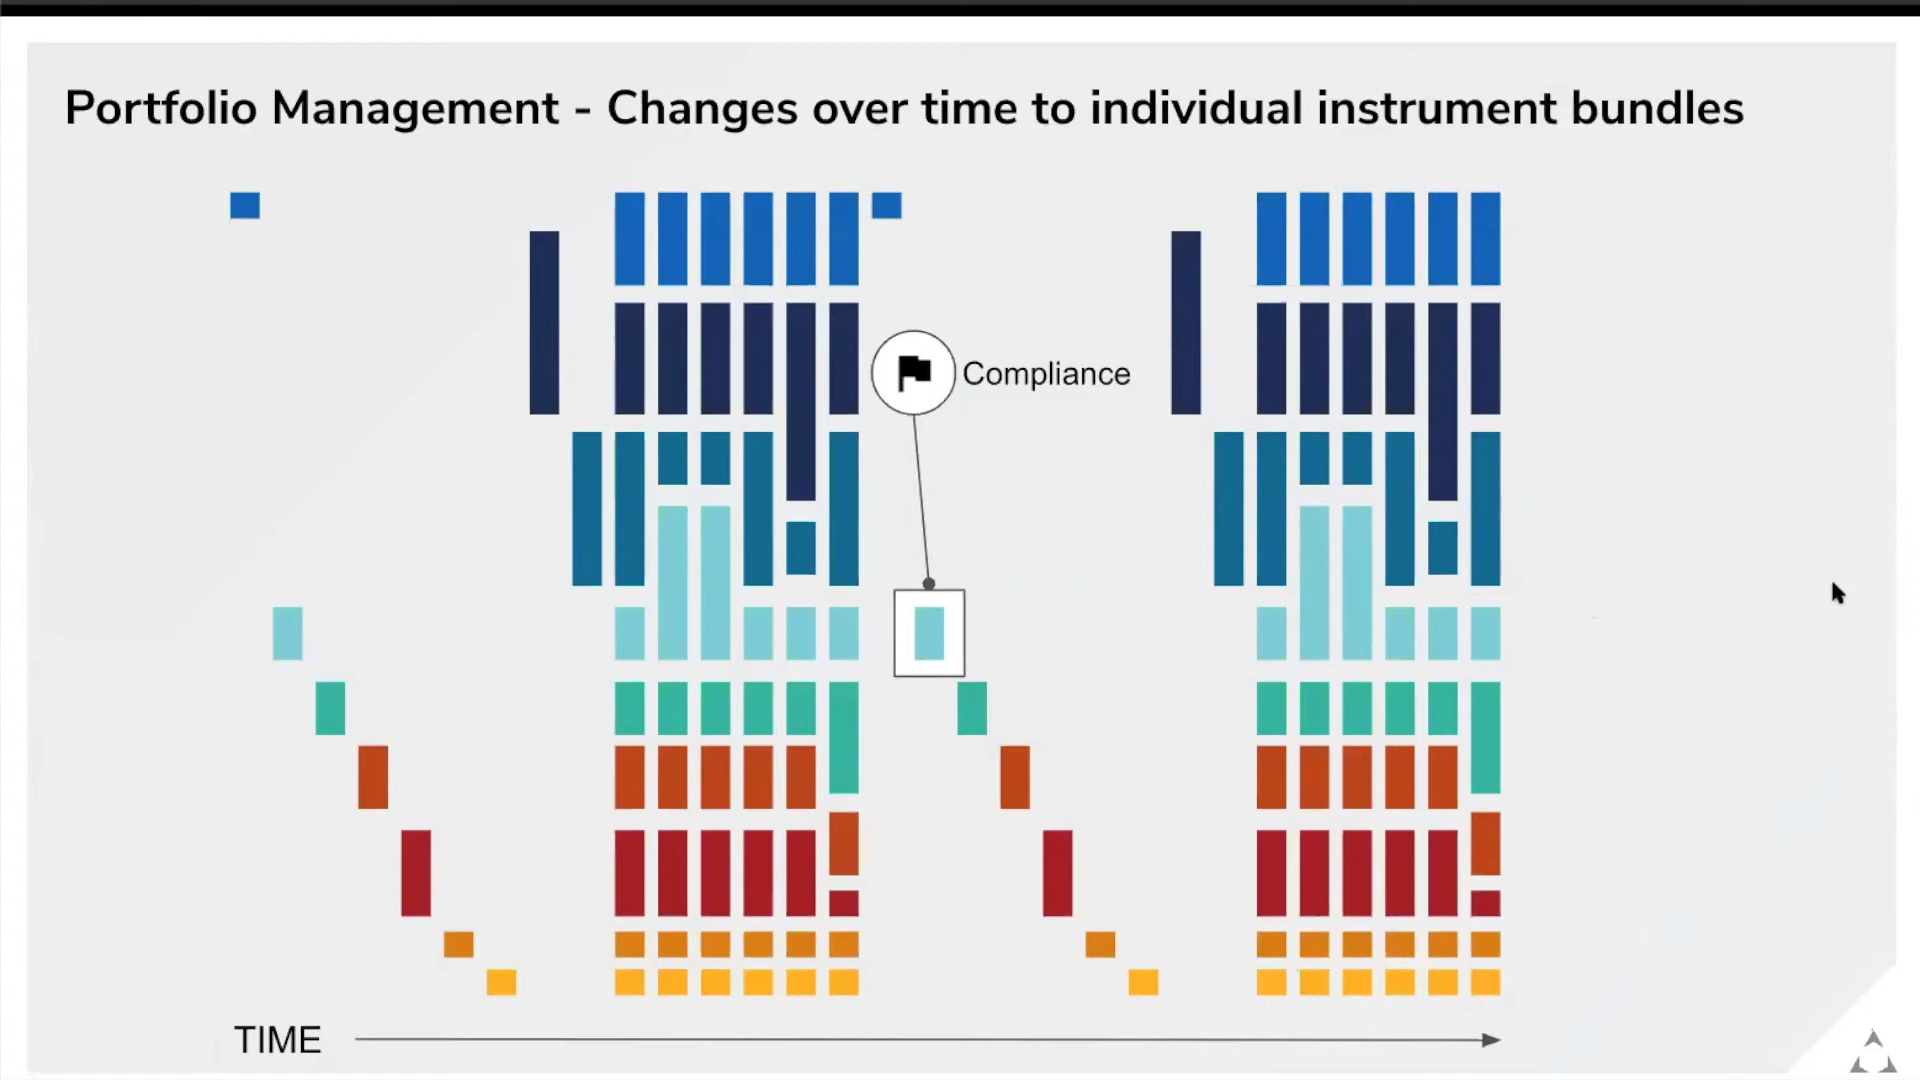 Portfolio Management - Changes over time to individual instrument bundles
Compliance
TIME